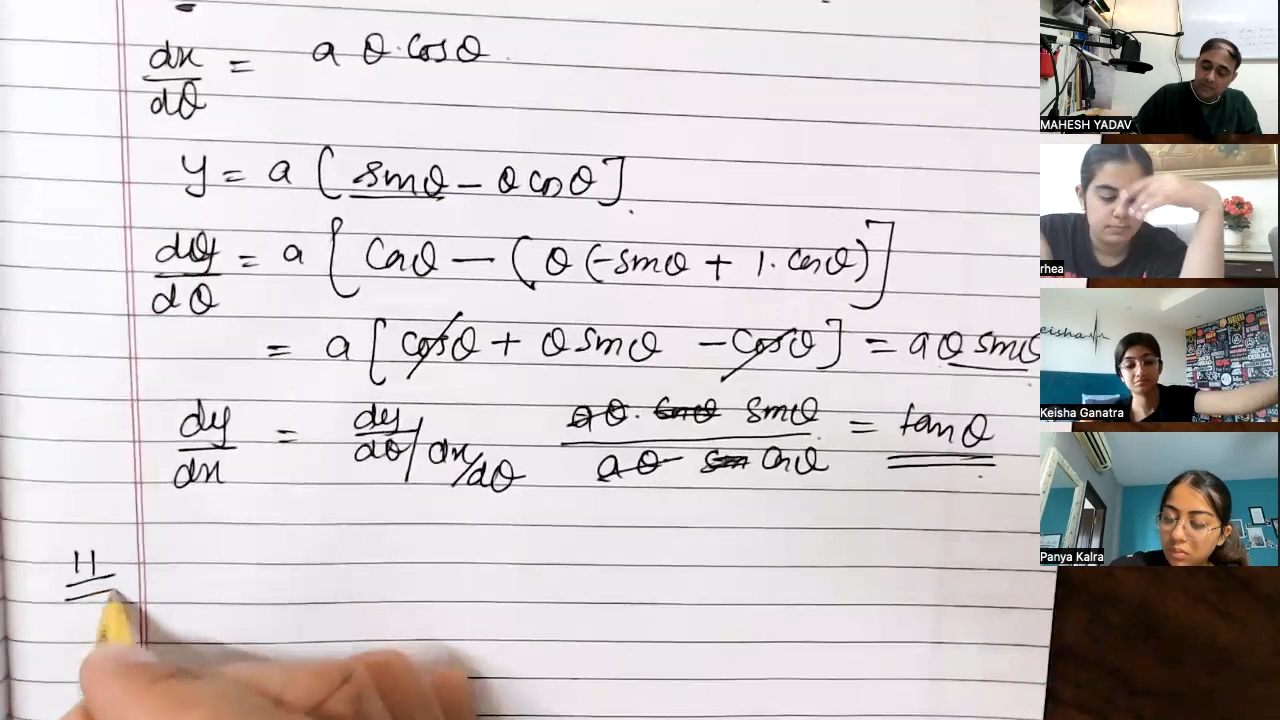 dx/dθ = a θ·cosθ
y = a [sinθ - θ cosθ].
dy/dθ = a [Cosθ - (θ(-sinθ + 1·cosθ)]
= a [cosθ + θ sinθ - cosθ] = aθ sinθ
dy/dx = dy/dθ / dx/dθ aθ· sinθ / aθ cosθ = tanθ
11
MAHESH YADAV
rhea
keisha
Keisha Ganatra
Panya Kalra